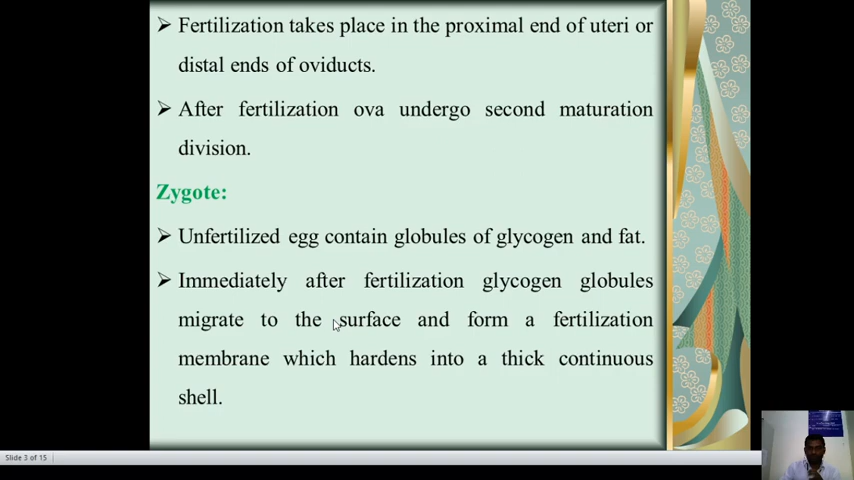 ➢ Fertilization takes place in the proximal end of uteri or
distal ends of oviducts.
➢ After fertilization ova undergo second maturation
division.
Zygote:
➢ Unfertilized egg contain globules of glycogen and fat.
➢ Immediately after fertilization glycogen globules
migrate to the surface and form a fertilization
membrane which hardens into a thick continuous
shell.
Slide 3 of 15